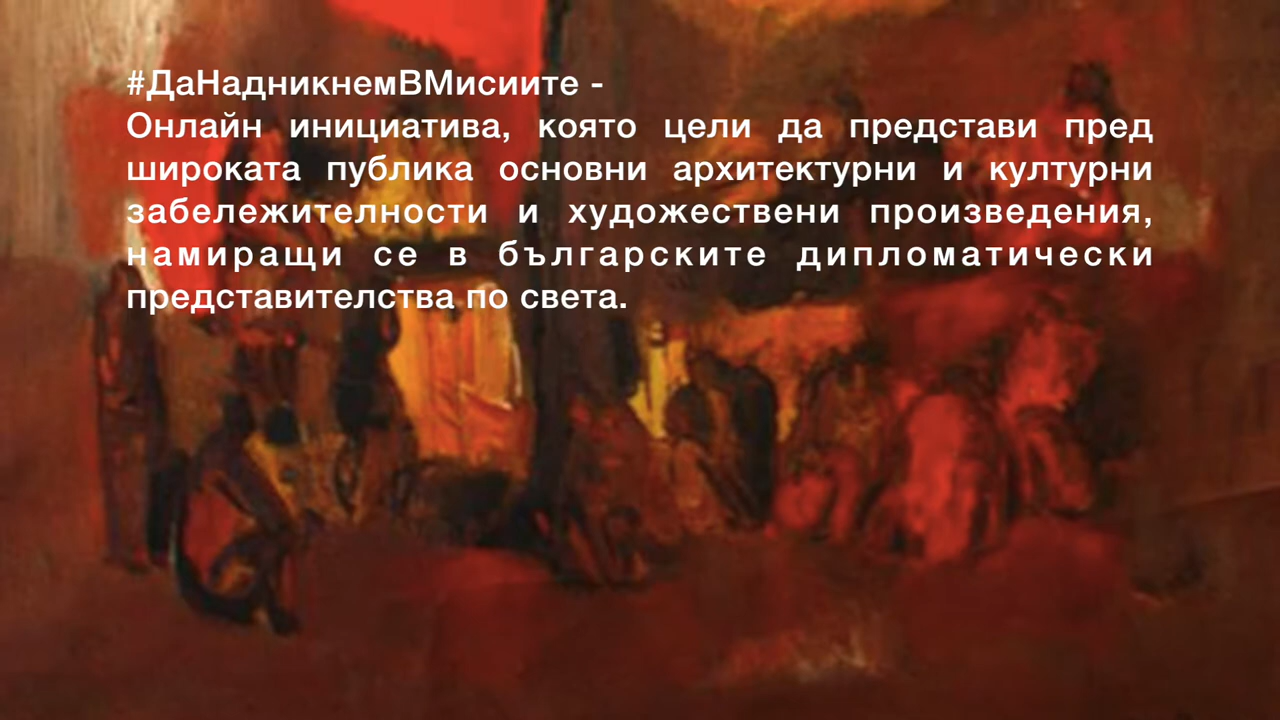 #ДаНадникнемВМисиите -
Онлайн инициатива, която цели да представи пред
широката публика основни архитектурни и културни
забележителности и художествени произведения,
намиращи се в българските дипломатически
представителства по света.